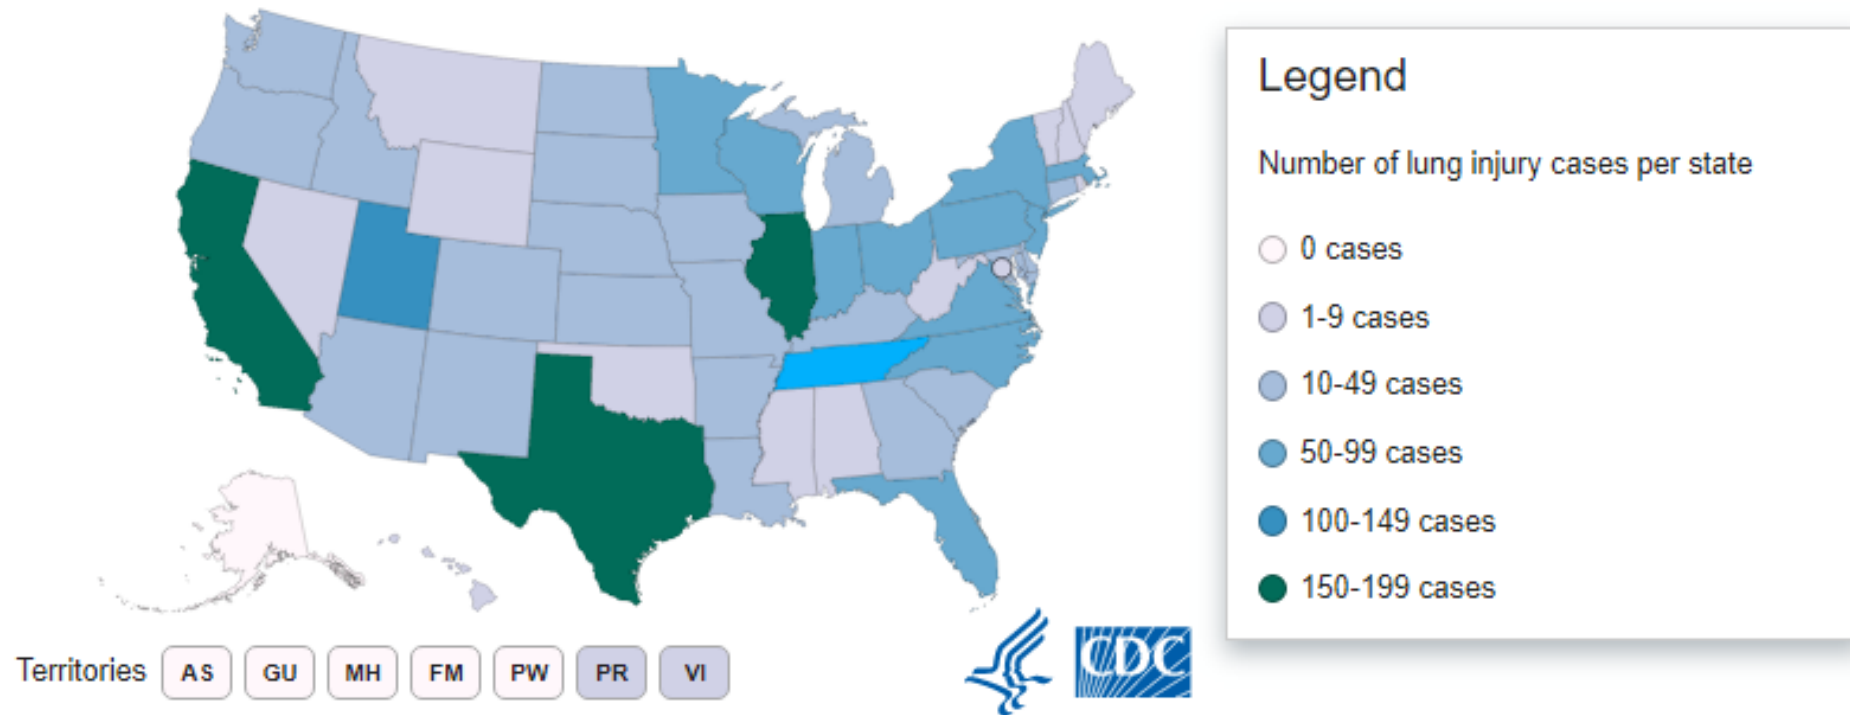 Legend
Number of lung injury cases per state
0 cases
1-9 cases
10-49 cases
50-99 cases
100-149 cases
150-199 cases
Territories AS GU MH FM PW PR VI
CDC